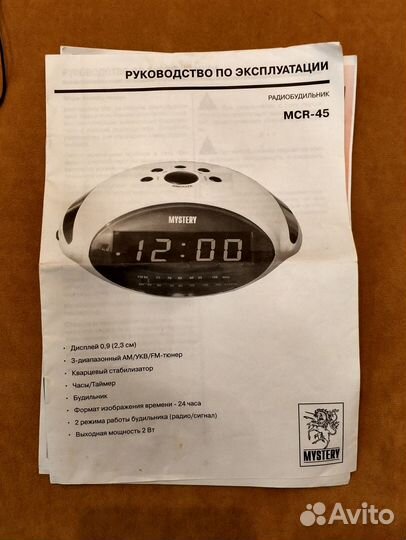 РУКОВОДСТВО ПО ЭКСПЛУАТАЦИИ
РАДИОБУДИЛЬНИК
MCR-45
MYSTERY
12:00
• Дисплей 0,9 (2,3 см)
• 3-диапазонный AM/УКВ/FM-тюнер
• Кварцевый стабилизатор
• Часы/Таймер
• Будильник
• Формат изображения времени - 24 часа
• 2 режима работы будильника (радио/сигнал)
• Выходная мощность 2 Вт
MYSTERY
Avito